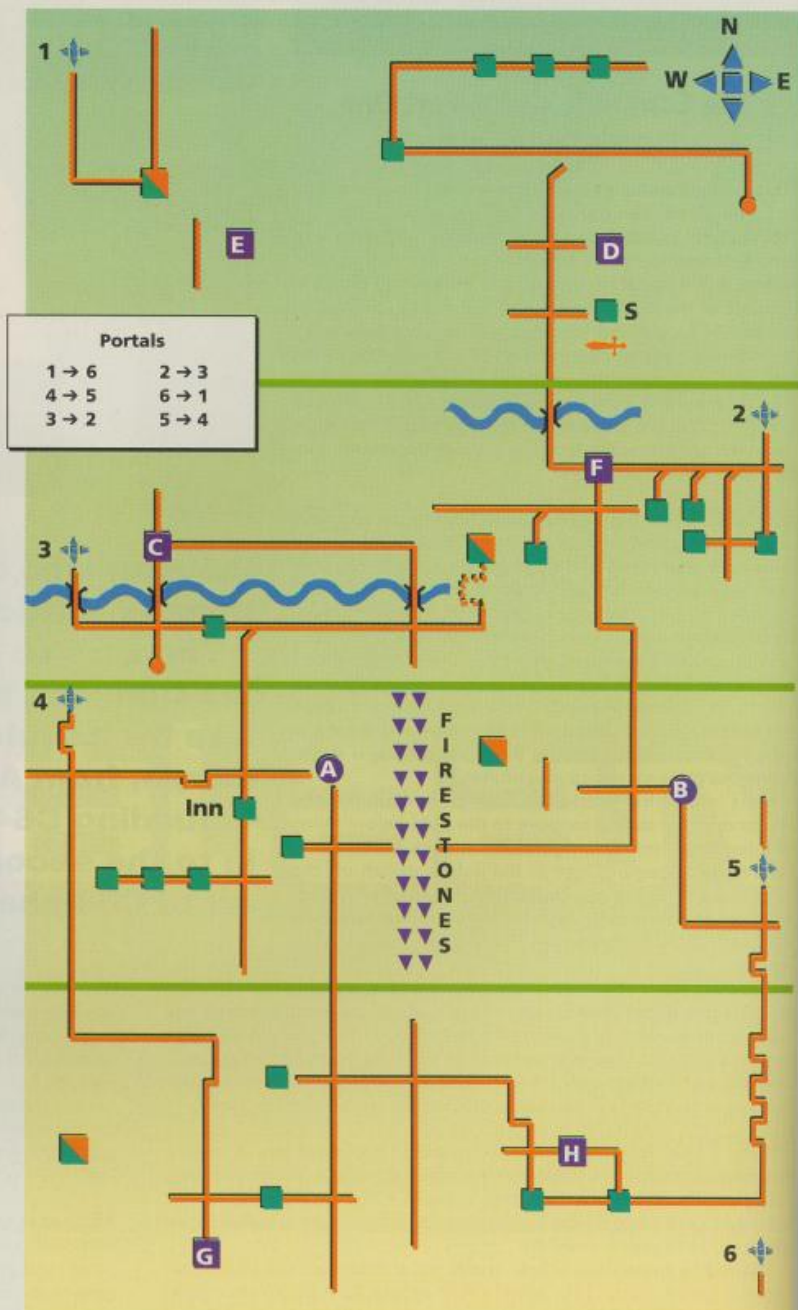 1
N
W E
E
D
S
Portals
1 → 6 2 → 3
4 → 5 6 → 1
3 → 2 5 → 4
2
F
3
C
4
FIRESTONES
A
B
Inn
5
H
G
6